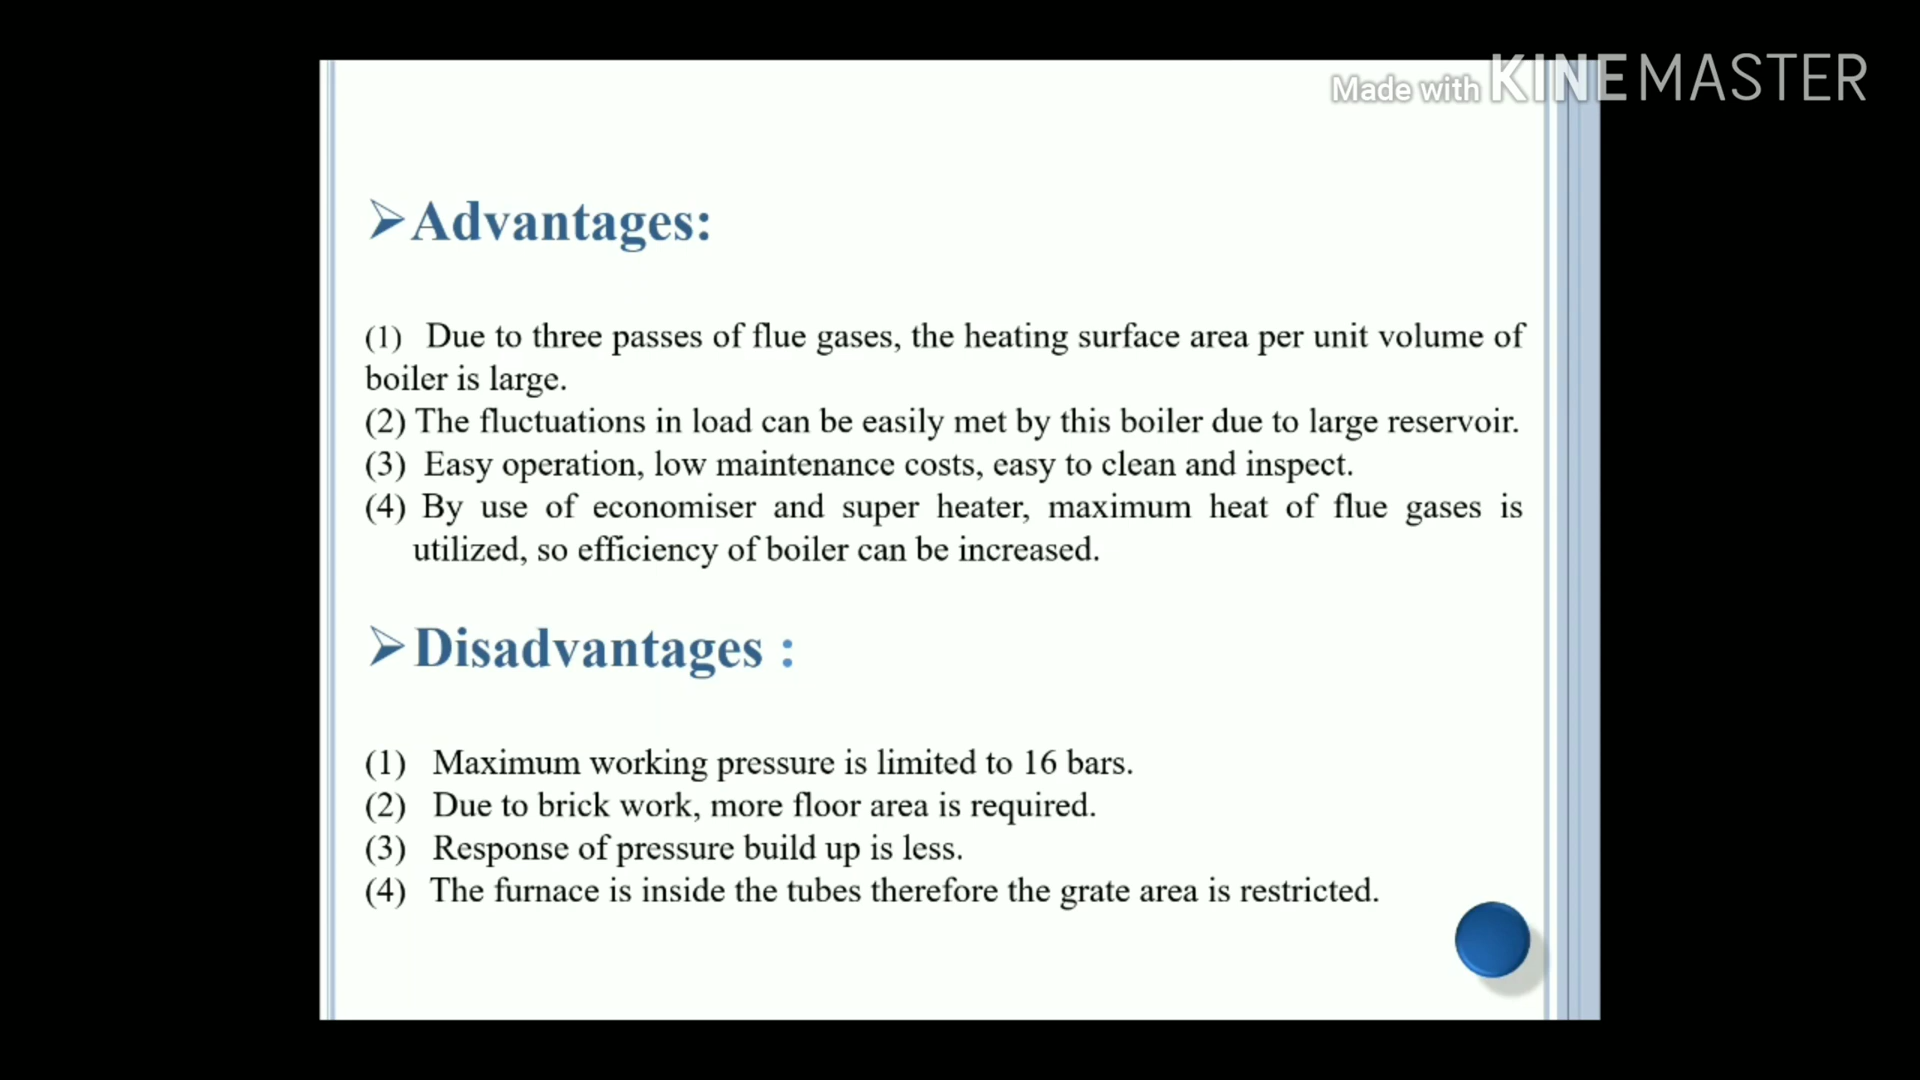 Made with KINEMASTER
➢Advantages:
(1) Due to three passes of flue gases, the heating surface area per unit volume of
boiler is large.
(2) The fluctuations in load can be easily met by this boiler due to large reservoir.
(3) Easy operation, low maintenance costs, easy to clean and inspect.
(4) By use of economiser and super heater, maximum heat of flue gases is
utilized, so efficiency of boiler can be increased.
➢Disadvantages :
(1) Maximum working pressure is limited to 16 bars.
(2) Due to brick work, more floor area is required.
(3) Response of pressure build up is less.
(4) The furnace is inside the tubes therefore the grate area is restricted.